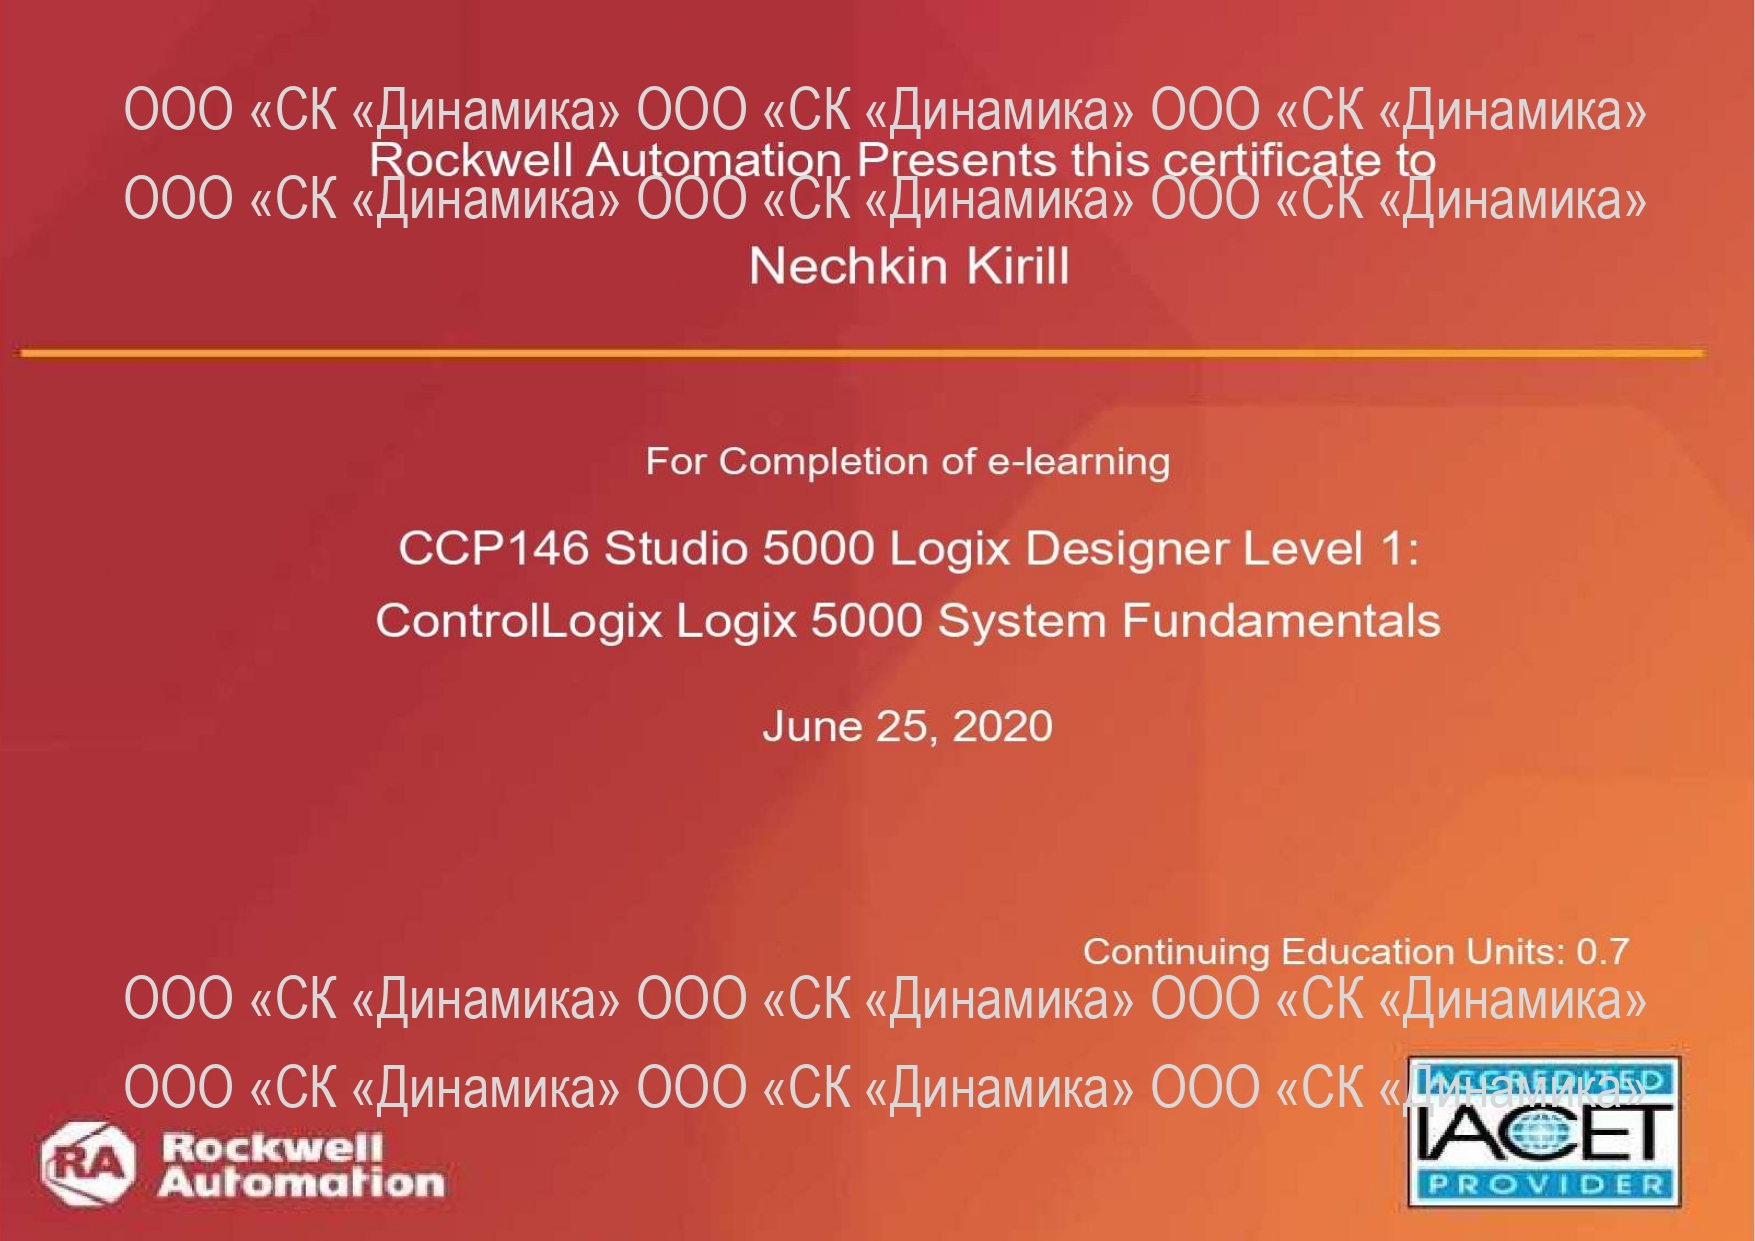 ООО «СК «Динамика» ООО «СК «Динамика» ООО «СК «Динамика»
Rockwell Automation Presents this certificate to
ООО «СК «Динамика» ООО «СК «Динамика» ООО «СК «Динамика»
Nechkin Kirill
For Completion of e-learning
CCP146 Studio 5000 Logix Designer Level 1:
ControlLogix Logix 5000 System Fundamentals
June 25, 2020
Continuing Education Units: 0.7
ООО «СК «Динамика» ООО «СК «Динамика» ООО «СК «Динамика»
ООО «СК «Динамика» ООО «СК «Динамика» ООО «СК «Динамика»
ACCREDITED
IACET
PROVIDER
RA Rockwell
Automation